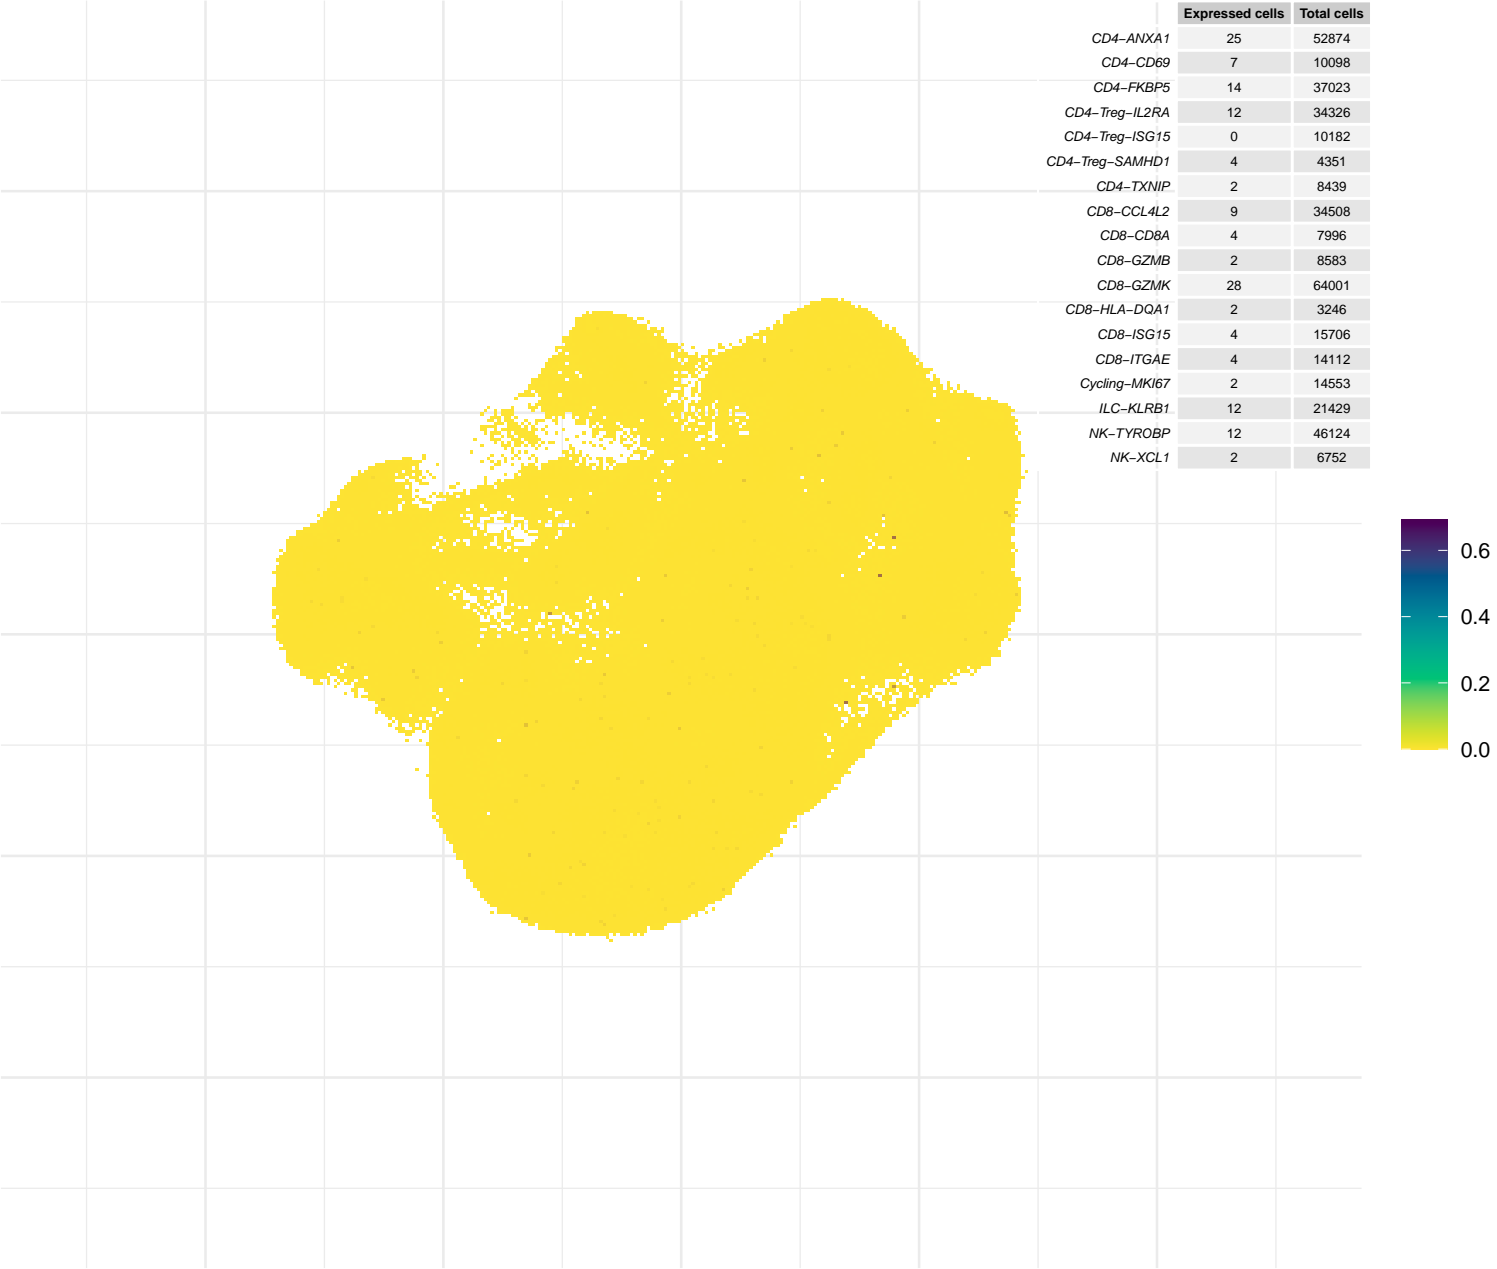 Expressed cells Total cells
CD4−ANXA1 25 52874
CD4−CD69 7 10098
CD4−FKBP5 14 37023
CD4−Treg−IL2RA 12 34326
CD4−Treg−ISG15 0 10182
CD4−Treg−SAMHD1 4 4351
CD4−TXNIP 2 8439
CD8−CCL4L2 9 34508
CD8−CD8A 4 7996
CD8−GZMB 2 8583
CD8−GZMK 28 64001
CD8−HLA−DQA1 2 3246
CD8−ISG15 4 15706
CD8−ITGAE 4 14112
Cycling−MKI67 2 14553
ILC−KLRB1 12 21429
NK−TYROBP 12 46124
NK−XCL1 2 6752
0.6
0.4
0.2
0.0